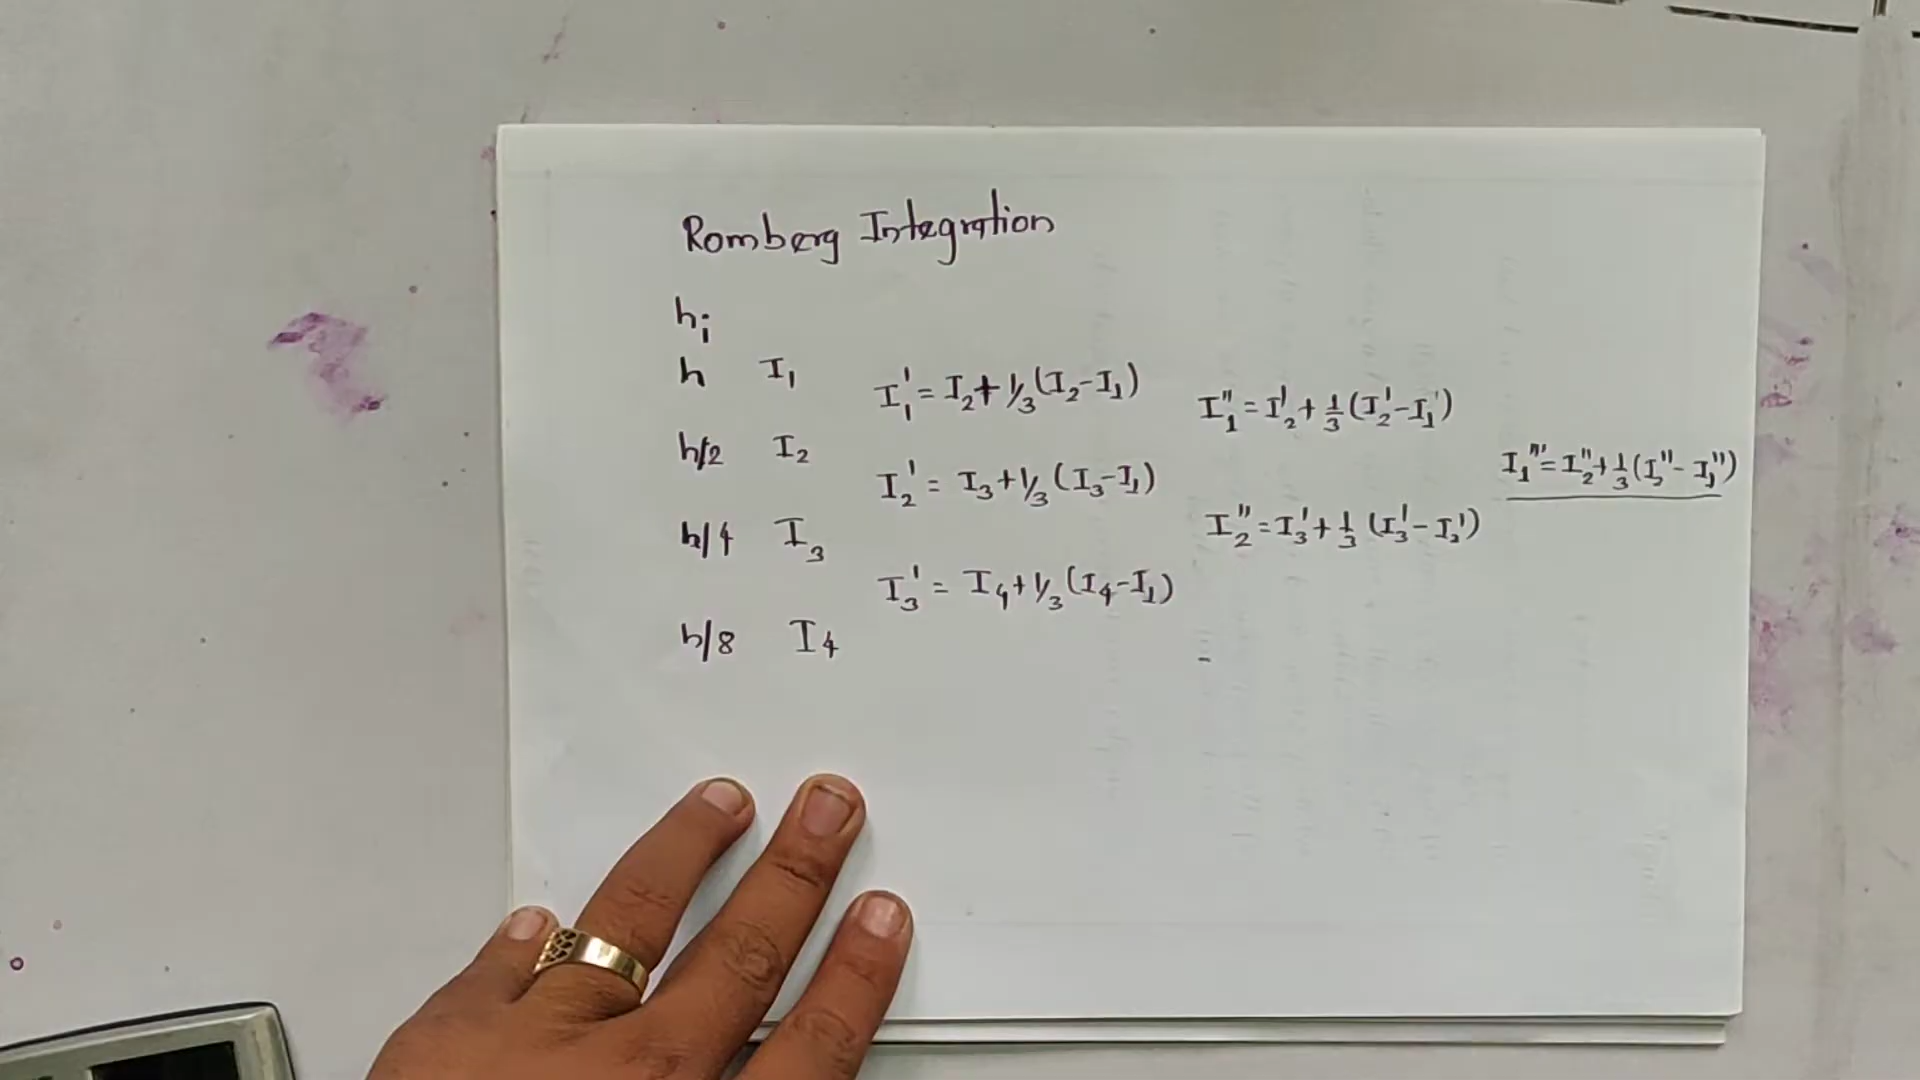 Romberg Integration
hi
h I₁ I₁' = I₂ + 1/3 (I₂ - I₁) I₁'' = I₂' + 1/3 (I₂' - I₁')
h/2 I₂ I₁''' = I₂'' + 1/3 (I₂'' - I₁'')
I₂' = I₃ + 1/3 (I₃ - I₁)
h/4 I₃ I₂'' = I₃' + 1/3 (I₃' - I₂')
I₃' = I₄ + 1/3 (I₄ - I₁)
h/8 I₄